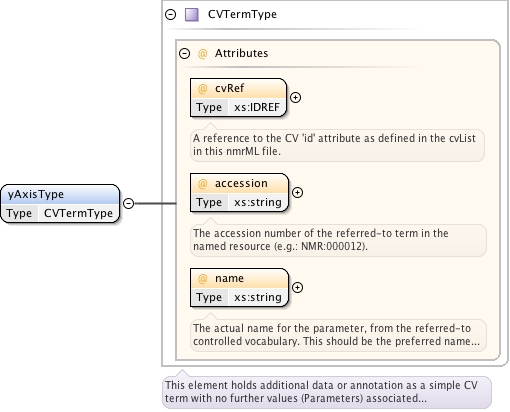 CVTermType
@ Attributes
@ cvRef
Type xs:IDREF
A reference to the CV 'id' attribute as defined in the cvList
in this nmrML file.
@ accession
Type xs:string
yAxisType
Type CVTermType
The accession number of the referred-to term in the
named resource (e.g.: NMR:000012).
@ name
Type xs:string
The actual name for the parameter, from the referred-to
controlled vocabulary. This should be the preferred name...
This element holds additional data or annotation as a simple CV
term with no further values (Parameters) associated...